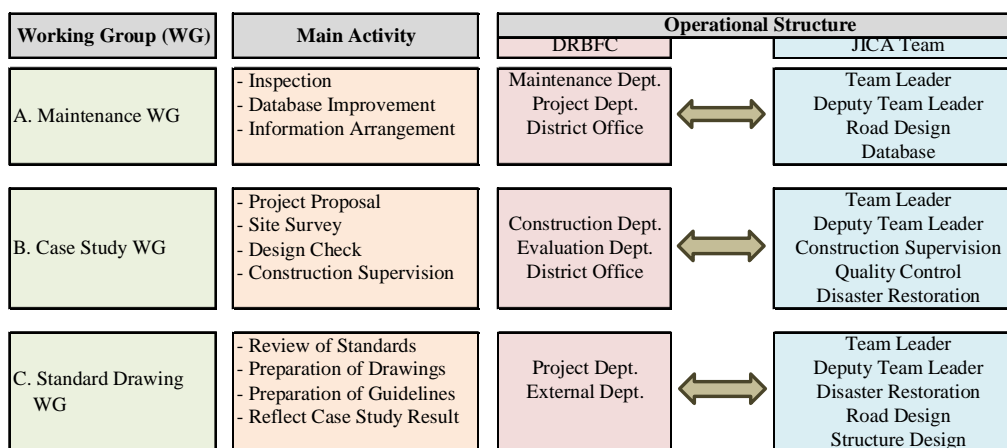 Working Group (WG)
Main Activity
Operational Structure
DRBFC
JICA Team
A. Maintenance WG
- Inspection
- Database Improvement
- Information Arrangement
Maintenance Dept.
Project Dept.
District Office
Team Leader
Deputy Team Leader
Road Design
Database
B. Case Study WG
- Project Proposal
- Site Survey
- Design Check
- Construction Supervision
Construction Dept.
Evaluation Dept.
District Office
Team Leader
Deputy Team Leader
Construction Supervision
Quality Control
Disaster Restoration
C. Standard Drawing
WG
- Review of Standards
- Preparation of Drawings
- Preparation of Guidelines
- Reflect Case Study Result
Project Dept.
External Dept.
Team Leader
Deputy Team Leader
Disaster Restoration
Road Design
Structure Design